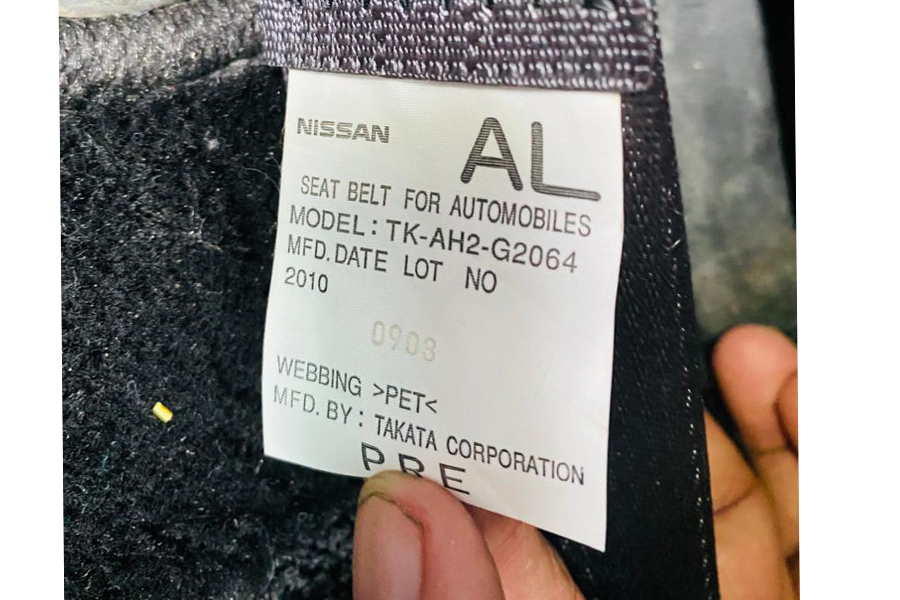 NISSAN AL
SEAT BELT FOR AUTOMOBILES
MODEL : TK-AH2-G2064
MFD. DATE LOT NO
2010
0903
WEBBING >PET<
MFD. BY : TAKATA CORPORATION
PRE